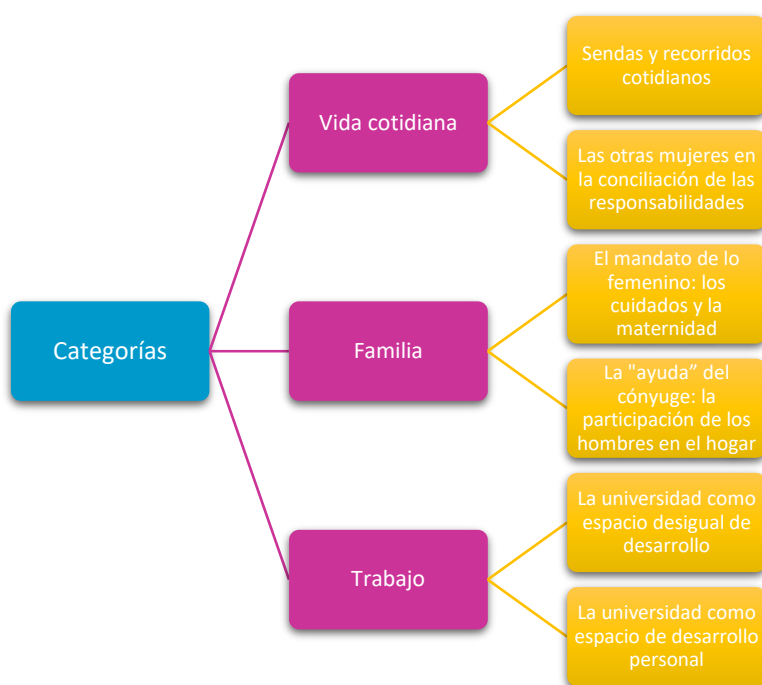 Categorías
Vida cotidiana
Sendas y recorridos
cotidianos
Las otras mujeres en
la conciliación de las
responsabilidades
Familia
El mandato de lo
femenino: los
cuidados y la
maternidad
La "ayuda” del
cónyuge: la
participación de los
hombres en el hogar
Trabajo
La universidad como
espacio desigual de
desarrollo
La universidad como
espacio de desarrollo
personal